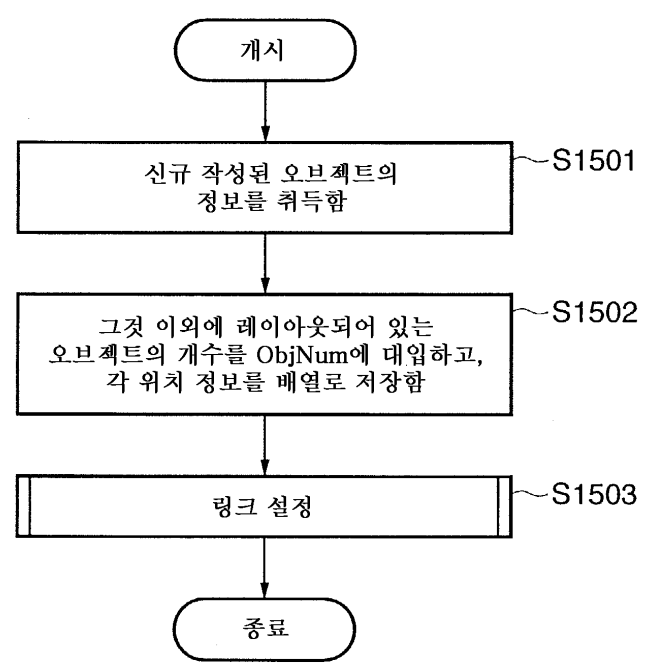 개시
신규 작성된 오브젝트의
정보를 취득함
S1501
그것 이외에 레이아웃되어 있는
오브젝트의 개수를 ObjNum에 대입하고,
각 위치 정보를 배열로 저장함
S1502
링크 설정
S1503
종료